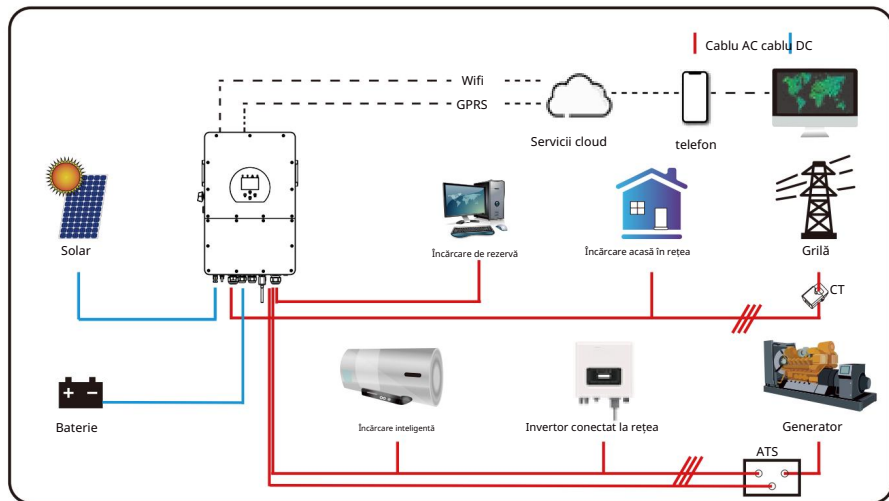 Cablu AC cablu DC
Wifi
GPRS
Servicii cloud
telefon
Solar
Încărcare de rezervă
Încărcare acasă în rețea
Grilă
CT
Baterie
Încărcare inteligentă
Invertor conectat la rețea
Generator
ATS